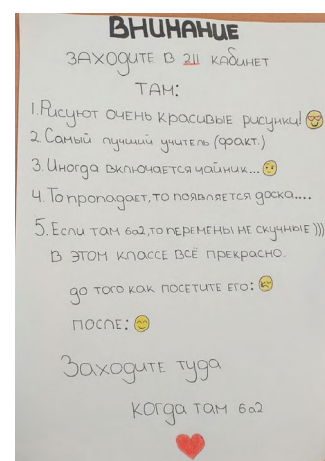 ВНИМАНИЕ
ЗАХОДИТЕ В 211 КАБИНЕТ
ТАМ:
1. Рисуют очень красивые рисунки!
2. Самый лучший учитель (факт.)
3. Иногда включается чайник...
4. То пропадает, то появляется доска....
5. Если там 6а2, то перемены не скучные )))
В этом классе всё прекрасно.
до того как посетите его:
после:
Заходите туда
когда там 6а2